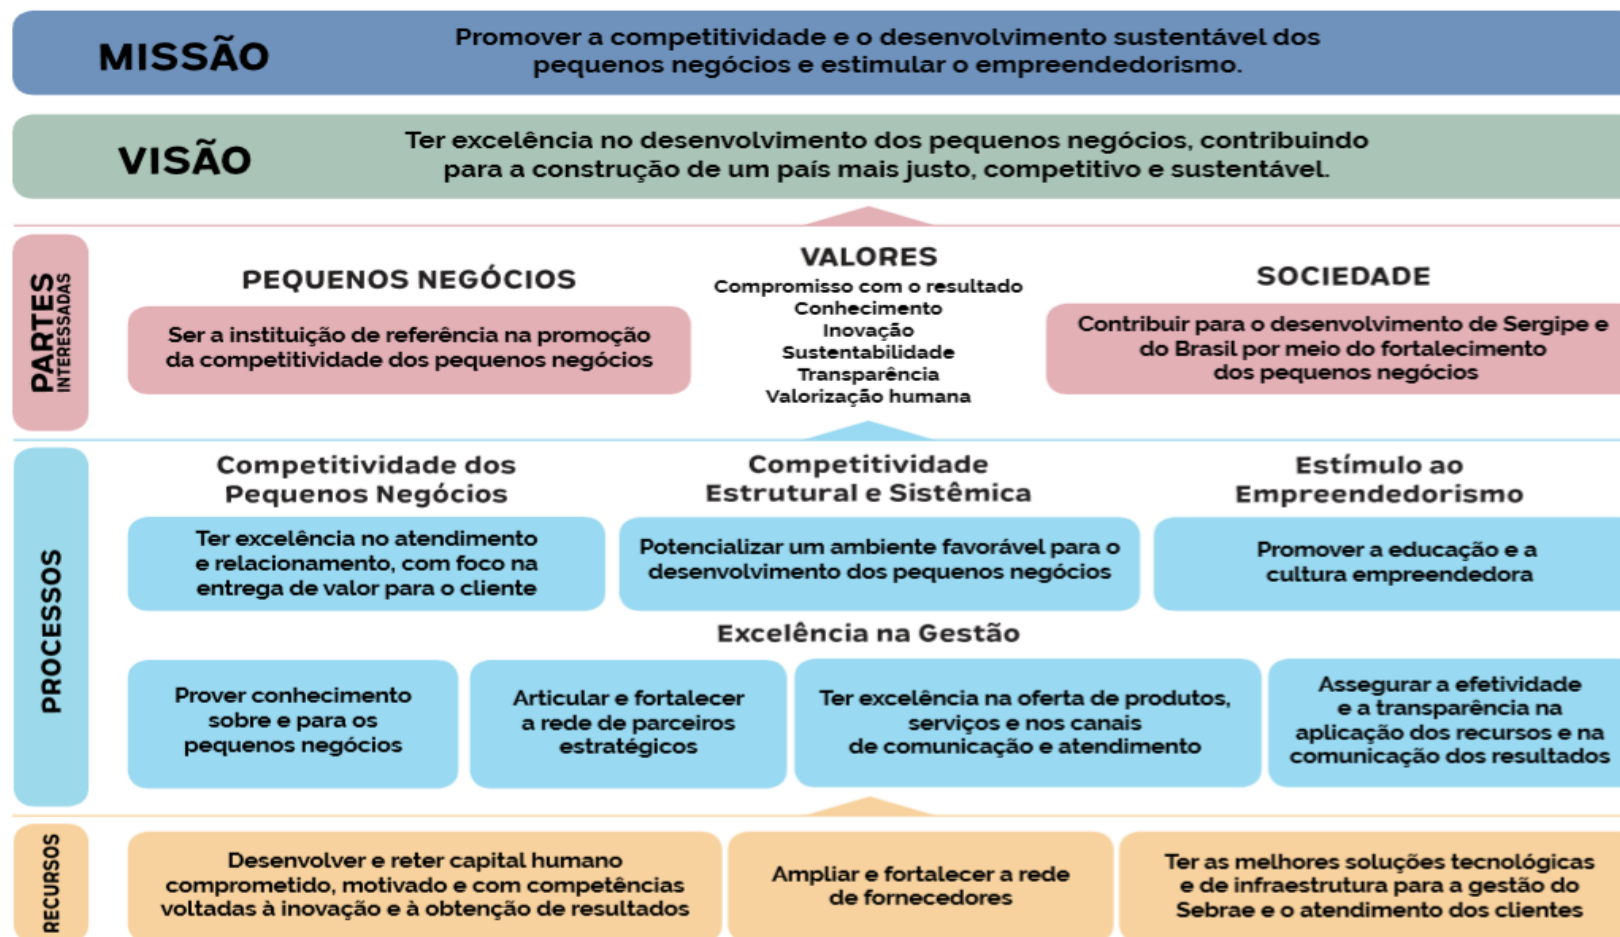 MISSÃO
Promover a competitividade e o desenvolvimento sustentável dos
pequenos negócios e estimular o empreendedorismo.
VISÃO
Ter excelência no desenvolvimento dos pequenos negócios, contribuindo
para a construção de um país mais justo, competitivo e sustentável.
PARTES
INTERESSADAS
PEQUENOS NEGÓCIOS
Ser a instituição de referência na promoção
da competitividade dos pequenos negócios
VALORES
Compromisso com o resultado
Conhecimento
Inovação
Sustentabilidade
Transparência
Valorização humana
SOCIEDADE
Contribuir para o desenvolvimento de Sergipe e
do Brasil por meio do fortalecimento
dos pequenos negócios
PROCESSOS
Competitividade dos
Pequenos Negócios
Ter excelência no atendimento
e relacionamento, com foco na
entrega de valor para o cliente
Competitividade
Estrutural e Sistêmica
Potencializar um ambiente favorável para o
desenvolvimento dos pequenos negócios
Estímulo ao
Empreendedorismo
Promover a educação e a
cultura empreendedora
Excelência na Gestão
Prover conhecimento
sobre e para os
pequenos negócios
Articular e fortalecer
a rede de parceiros
estratégicos
Ter excelência na oferta de produtos,
serviços e nos canais
de comunicação e atendimento
Assegurar a efetividade
e a transparência na
aplicação dos recursos e na
comunicação dos resultados
RECURSOS
Desenvolver e reter capital humano
comprometido, motivado e com competências
voltadas à inovação e à obtenção de resultados
Ampliar e fortalecer a rede
de fornecedores
Ter as melhores soluções tecnológicas
e de infraestrutura para a gestão do
Sebrae e o atendimento dos clientes